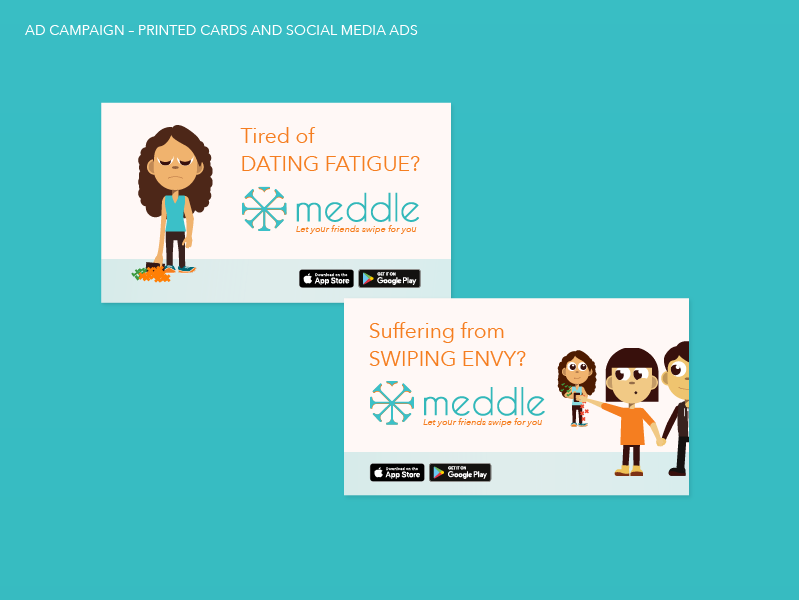 AD CAMPAIGN – PRINTED CARDS AND SOCIAL MEDIA ADS
Tired of
DATING FATIGUE?
meddle
Let your friends swipe for you
Download on the
App Store
GET IT ON
Google Play
Suffering from
SWIPING ENVY?
meddle
Let your friends swipe for you
Download on the
App Store
GET IT ON
Google Play